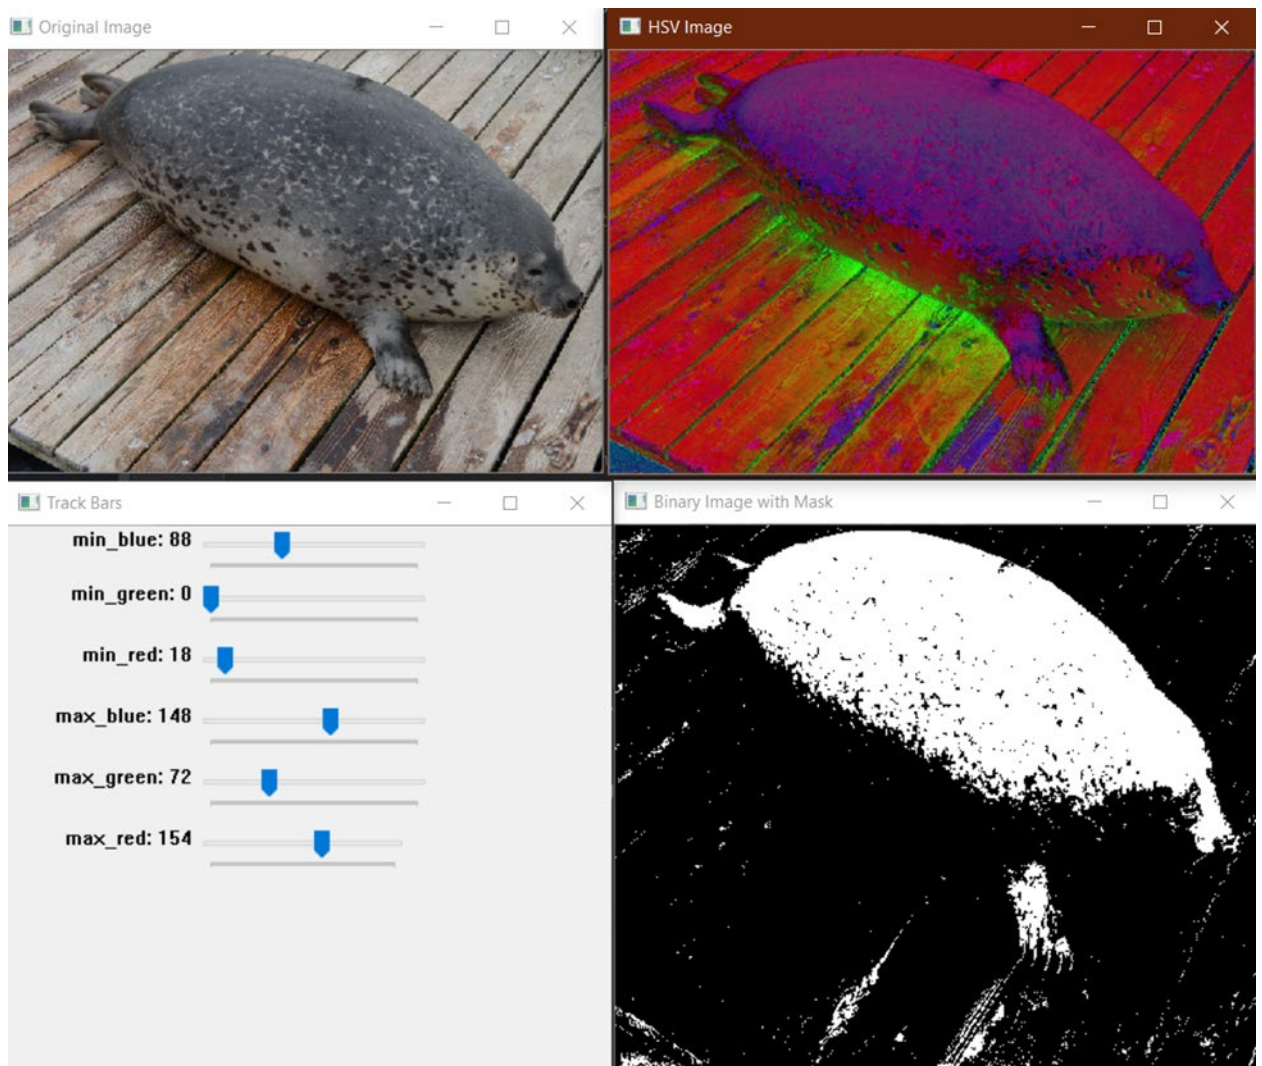 Original Image
HSV Image
Track Bars
min_blue: 88
min_green: 0
min_red: 18
max_blue: 148
max_green: 72
max_red: 154
Binary Image with Mask